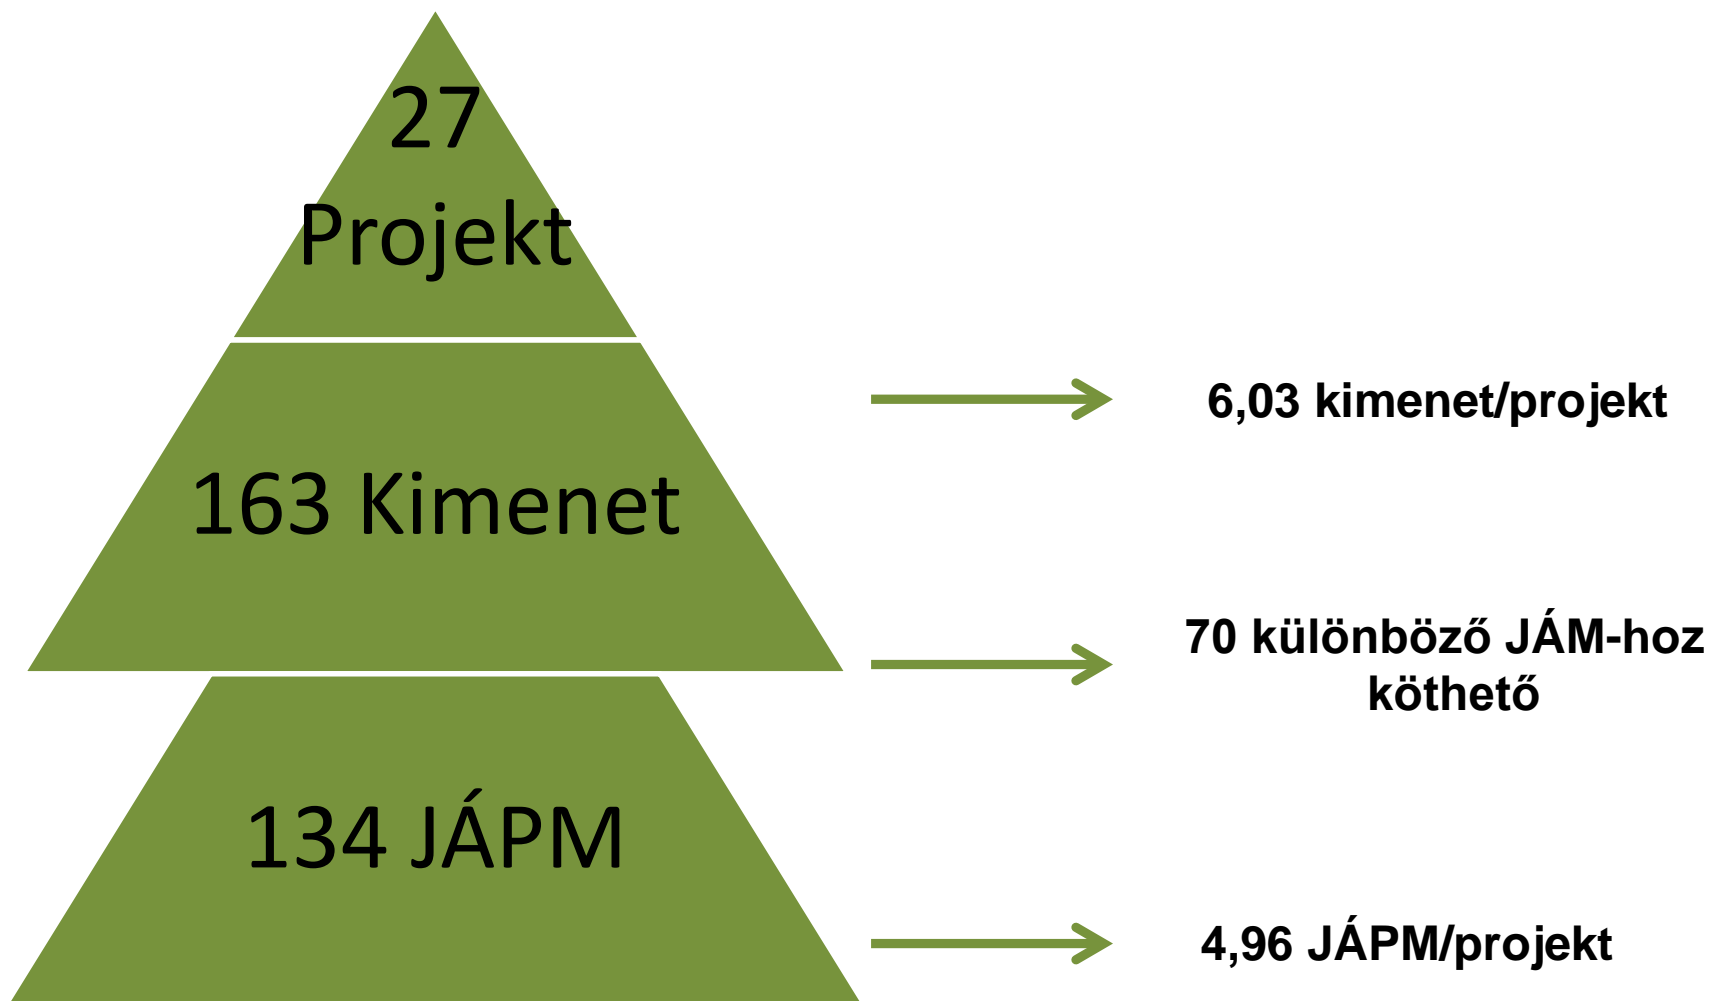 27
Projekt
6,03 kimenet/projekt
163 Kimenet
70 különböző JÁM-hoz
köthető
134 JÁPM
4,96 JÁPM/projekt